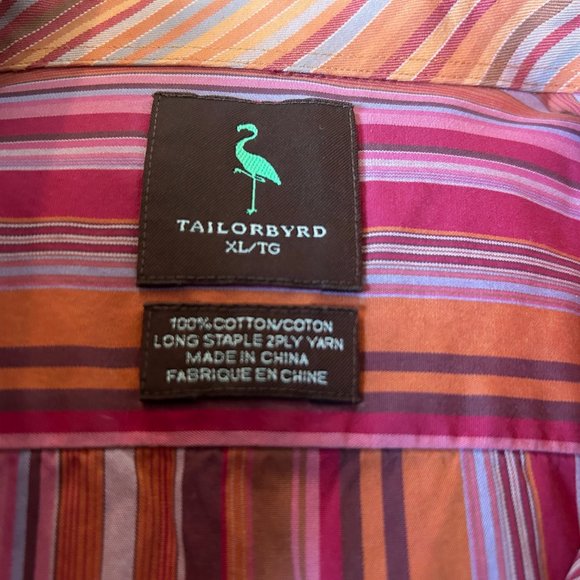 TAILORBYRD
XL/TG
100% COTTON/COTON
LONG STAPLE 2PLY YARN
MADE IN CHINA
FABRIQUE EN CHINE